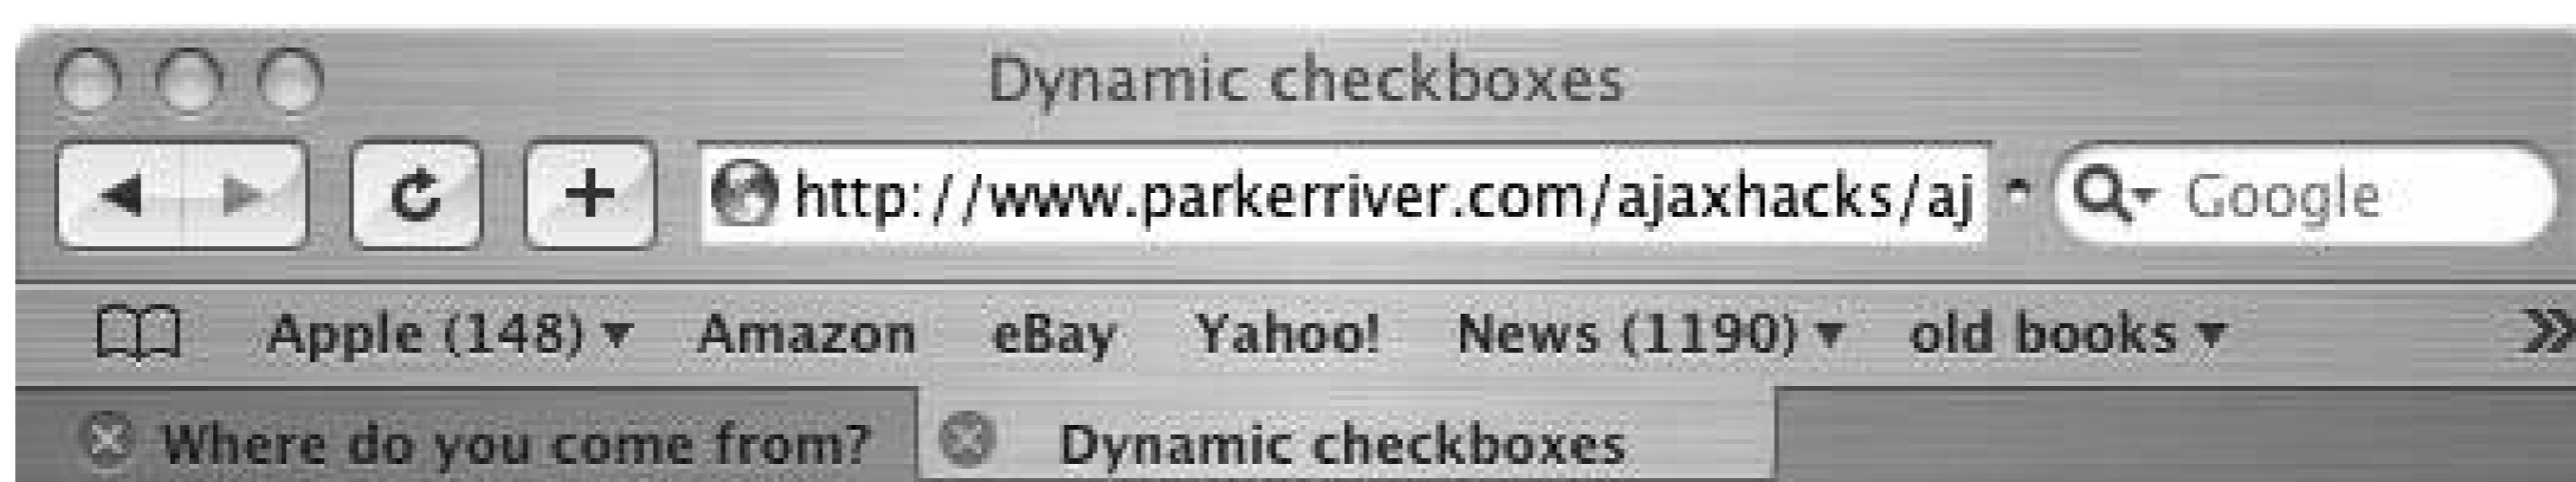 Dynamic checkboxes
http://www.parkerriver.com/ajaxhacks/aj Google
Apple (148) Amazon eBay Yahoo! News (1190) old books
Where do you come from? Dynamic checkboxes